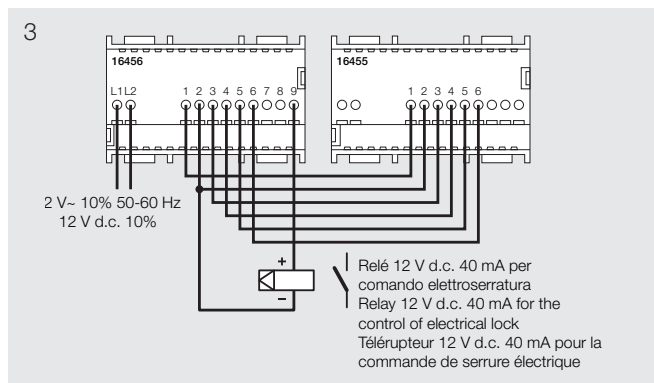 3
16456
16455
L1 L2 1 2 3 4 5 6 7 8 9
1 2 3 4 5 6
2 V~ 10% 50-60 Hz
12 V d.c. 10%
+
−
Relé 12 V d.c. 40 mA per
comando elettroserratura
Relay 12 V d.c. 40 mA for the
control of electrical lock
Télérupteur 12 V d.c. 40 mA pour la
commande de serrure électrique